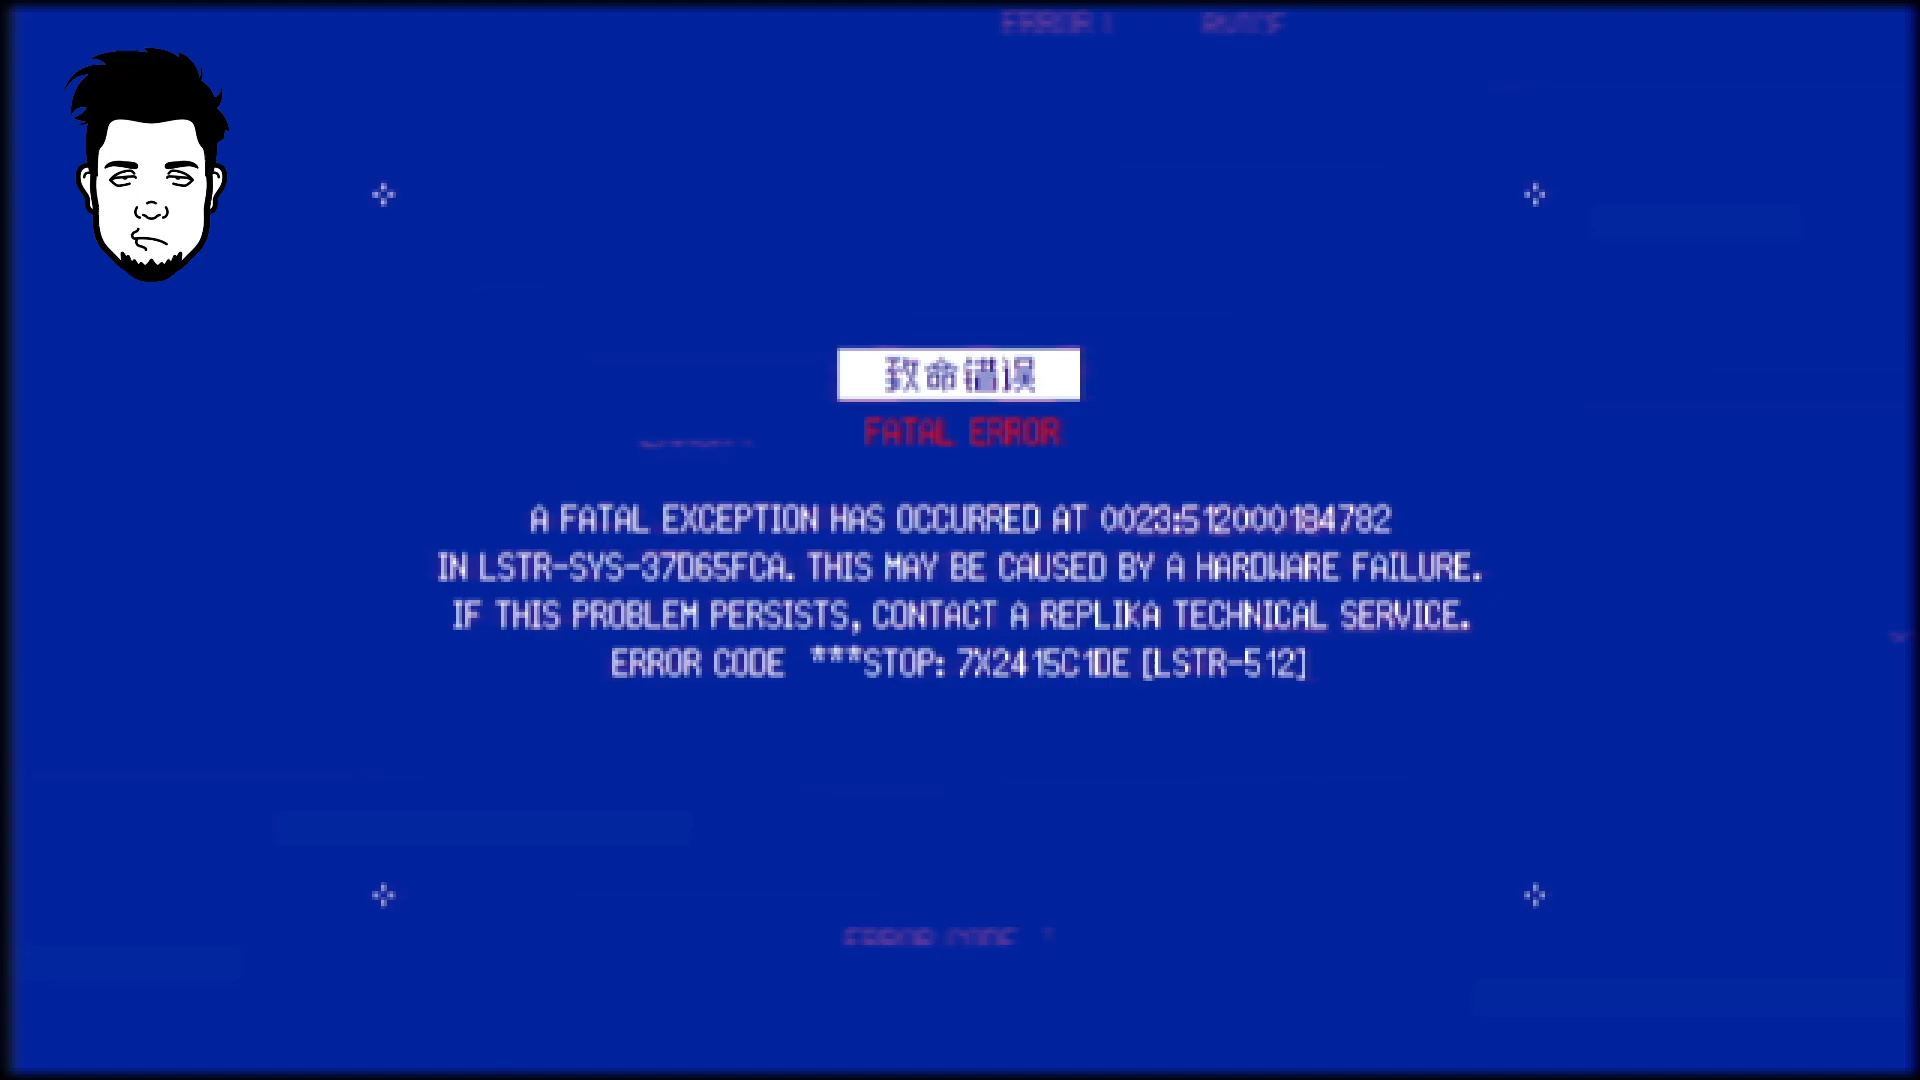 致命错误
FATAL ERROR
A FATAL EXCEPTION HAS OCCURRED AT 0023:512000184782
IN LSTR-SYS-37D65FCA. THIS MAY BE CAUSED BY A HARDWARE FAILURE.
IF THIS PROBLEM PERSISTS, CONTACT A REPLIKA TECHNICAL SERVICE.
ERROR CODE ***STOP: 7X2415C1DE [LSTR-512]
ERROR CODE